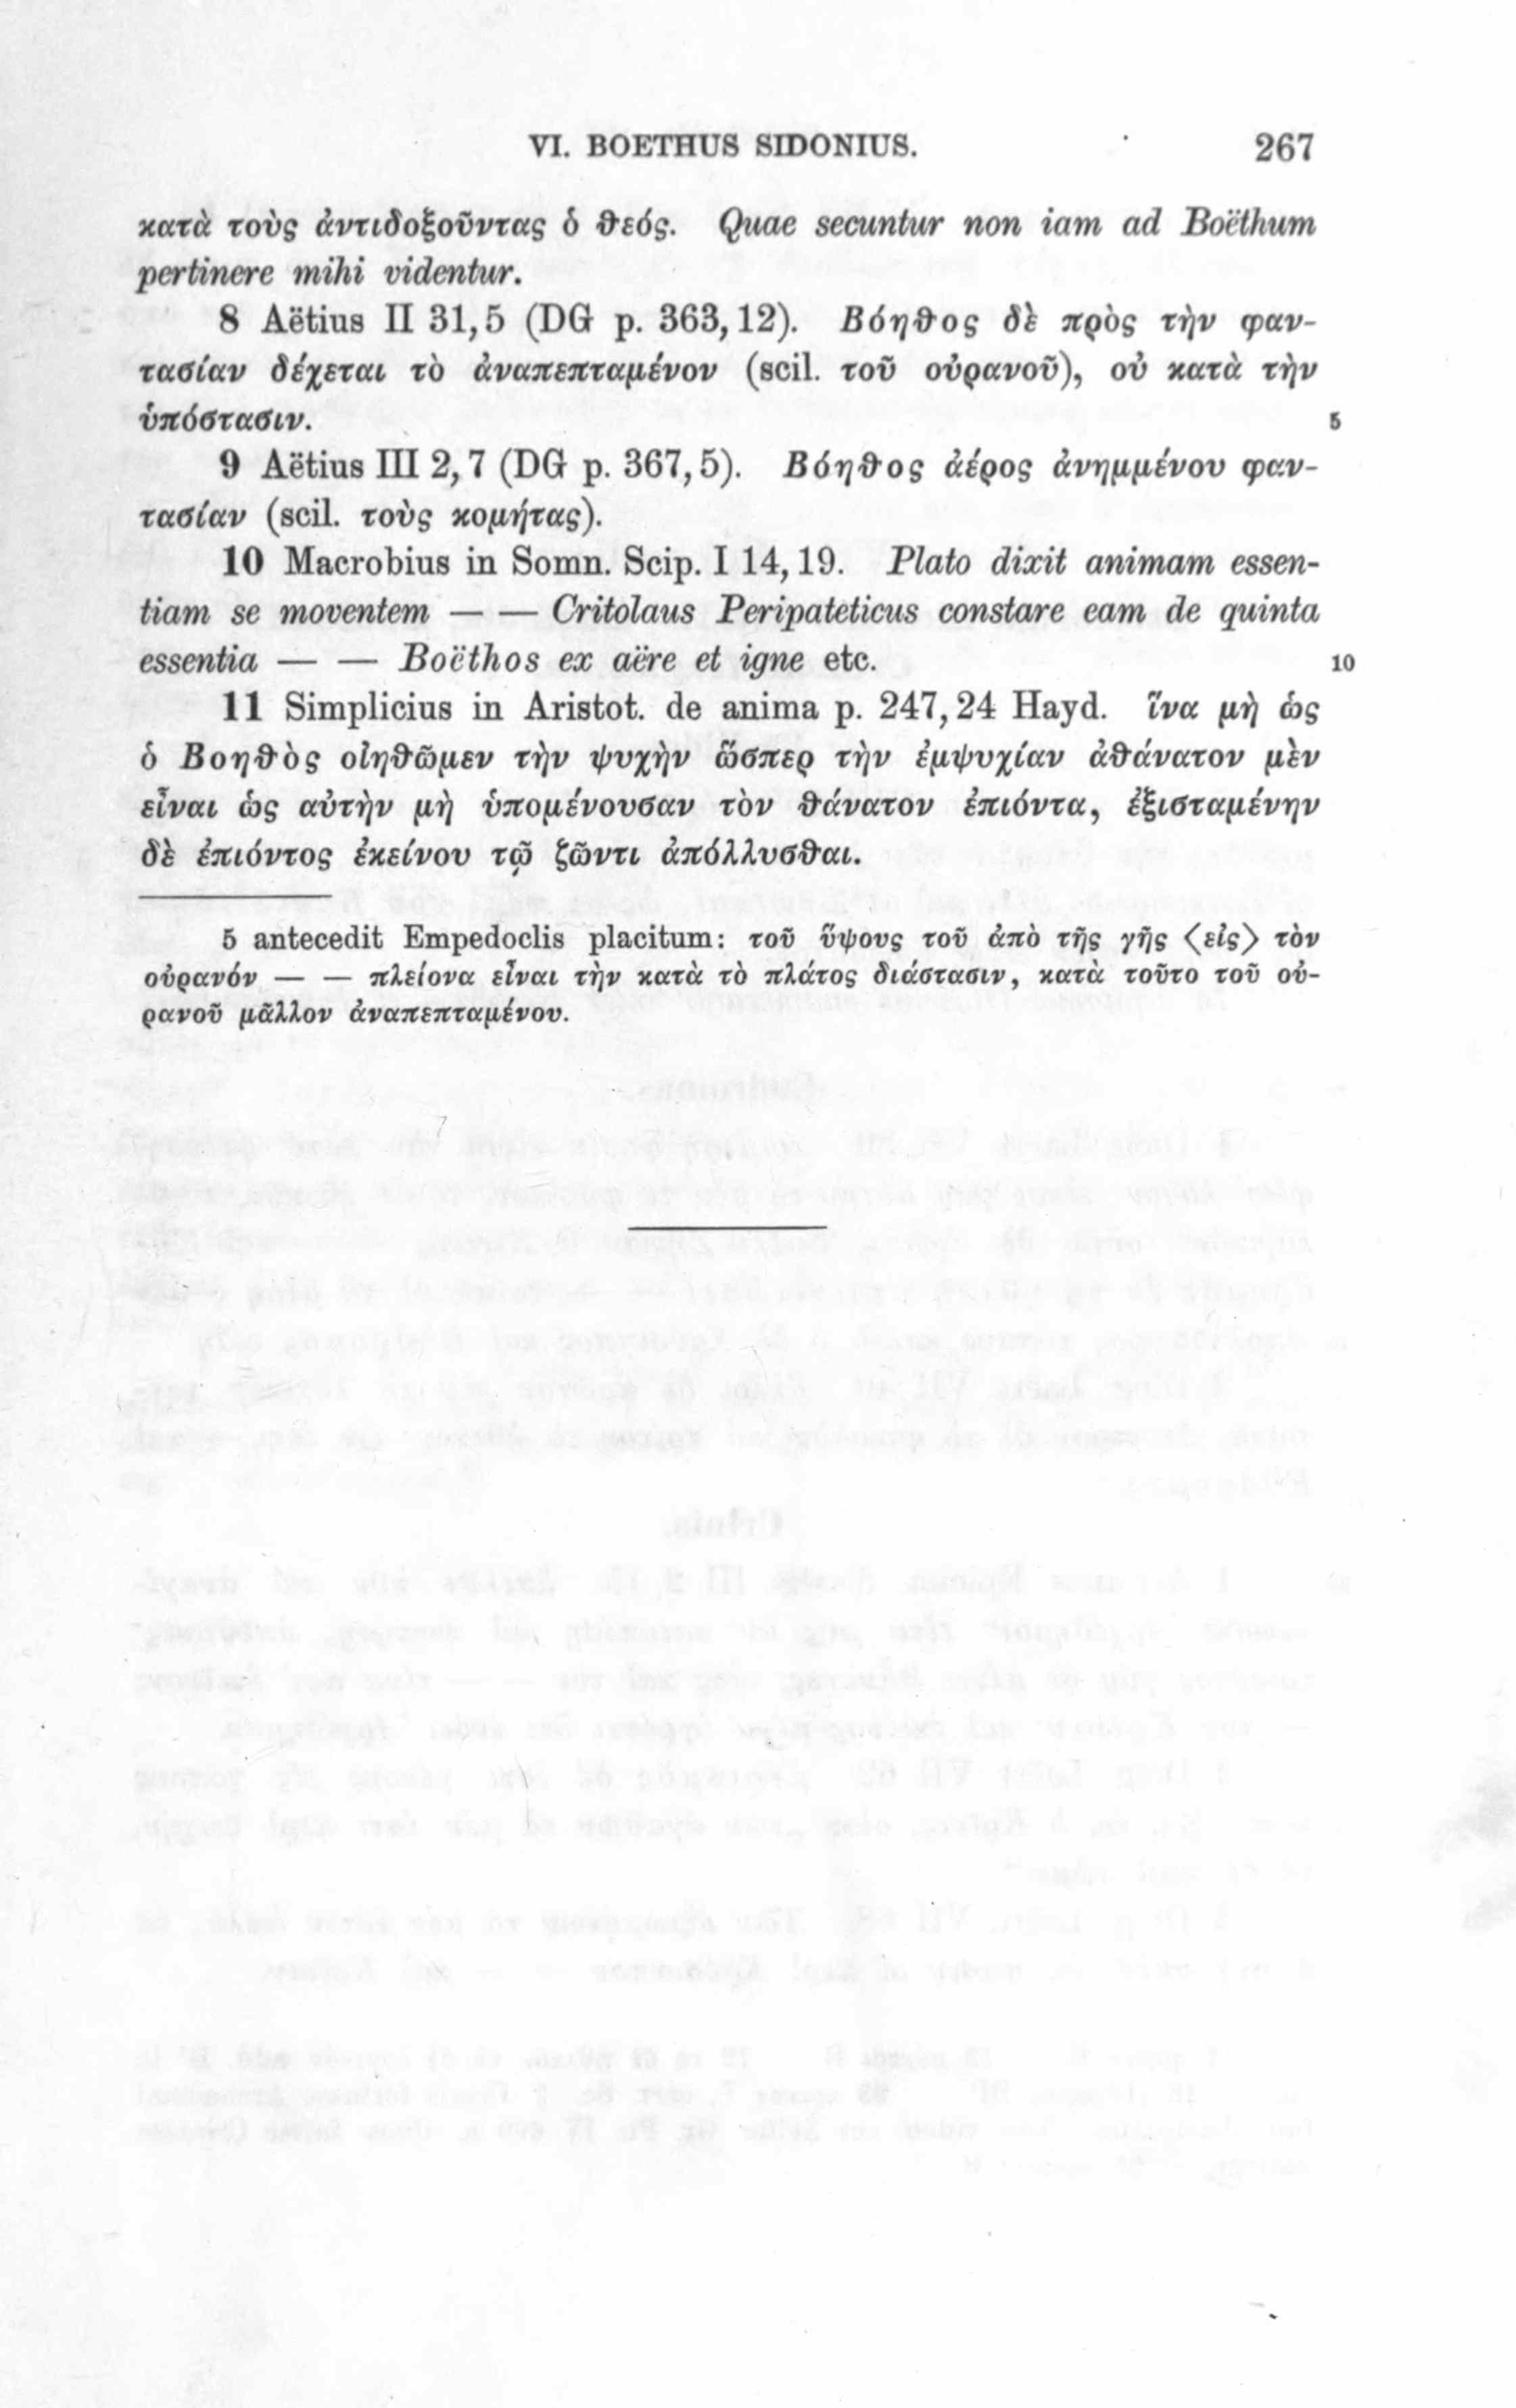 VI. BOETHUS SIDONIUS. 267
κατὰ τοὺς ἀντιδοξοῦντας ὁ θεός. Quae secuntur non iam ad Boëthum
pertinere mihi videntur.
8 Aëtius II 31,5 (DG p. 363,12). Βόηθος δὲ πρὸς τὴν φαν-
τασίαν δέχεται τὸ ἀναπεπταμένον (scil. τοῦ οὐρανοῦ), οὐ κατὰ τὴν
ὑπόστασιν. 5
9 Aëtius III 2,7 (DG p. 367,5). Βόηθος ἀέρος ἀνημμένου φαν-
τασίαν (scil. τοὺς κομήτας).
10 Macrobius in Somn. Scip. I 14,19. Plato dixit animam essen-
tiam se moventem — — Critolaus Peripateticus constare eam de quinta
essentia — — Boëthos ex aëre et igne etc. 10
11 Simplicius in Aristot. de anima p. 247,24 Hayd. ἵνα μὴ ὡς
ὁ Βοηθὸς οἰηθῶμεν τὴν ψυχὴν ὥσπερ τὴν ἐμψυχίαν ἀθάνατον μὲν
εἶναι ὡς αὐτὴν μὴ ὑπομένουσαν τὸν θάνατον ἐπιόντα, ἐξισταμένην
δὲ ἐπιόντος ἐκείνου τῷ ζῶντι ἀπόλλυσθαι.
5 antecedit Empedoclis placitum: τοῦ ὕψους τοῦ ἀπὸ τῆς γῆς ⟨εἰς⟩ τὸν
οὐρανόν — — πλείονα εἶναι τὴν κατὰ τὸ πλάτος διάστασιν, κατὰ τοῦτο τοῦ οὐ-
ρανοῦ μᾶλλον ἀναπεπταμένου.